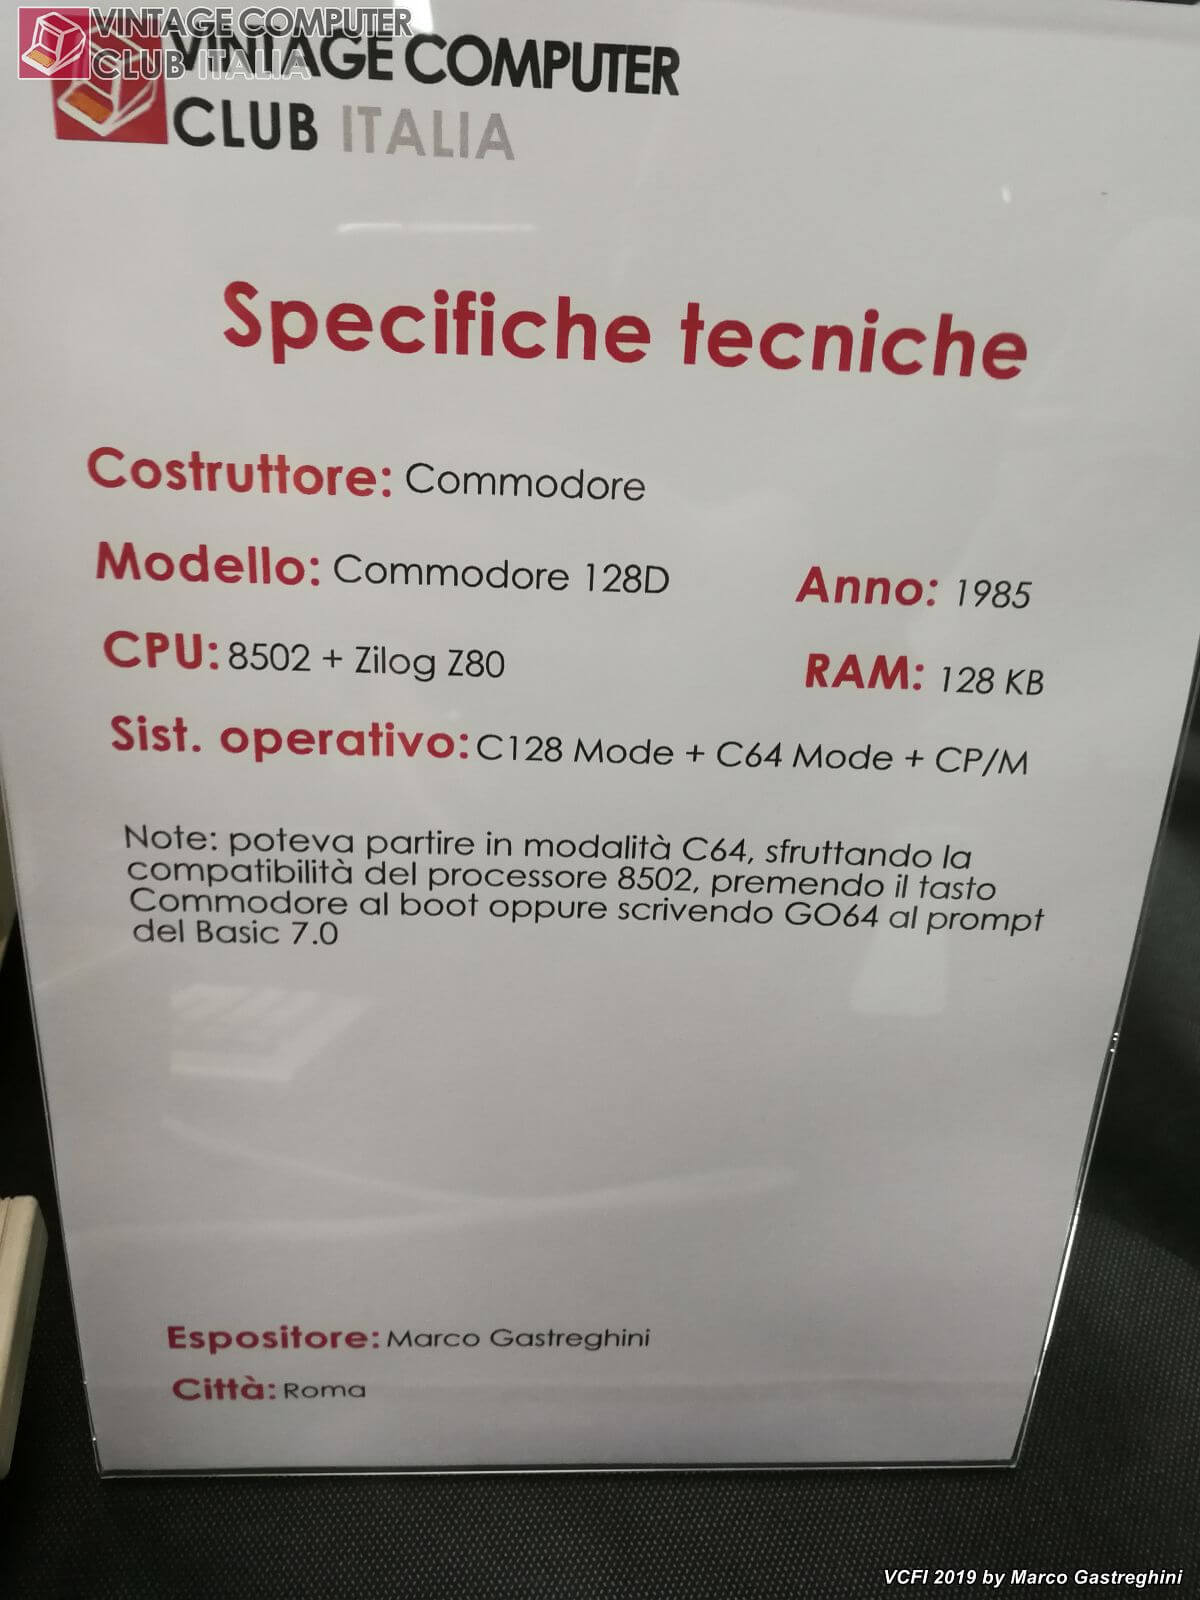 VINTAGE COMPUTER
CLUB ITALIA
VINTAGE COMPUTER
CLUB ITALIA
Specifiche tecniche
Costruttore: Commodore
Modello: Commodore 128D
Anno: 1985
CPU: 8502 + Zilog Z80
RAM: 128 KB
Sist. operativo: C128 Mode + C64 Mode + CP/M
Note: poteva partire in modalità C64, sfruttando la
compatibilità del processore 8502, premendo il tasto
Commodore al boot oppure scrivendo GO64 al prompt
del Basic 7.0
Espositore: Marco Gastreghini
Città: Roma
VCFI 2019 by Marco Gastreghini